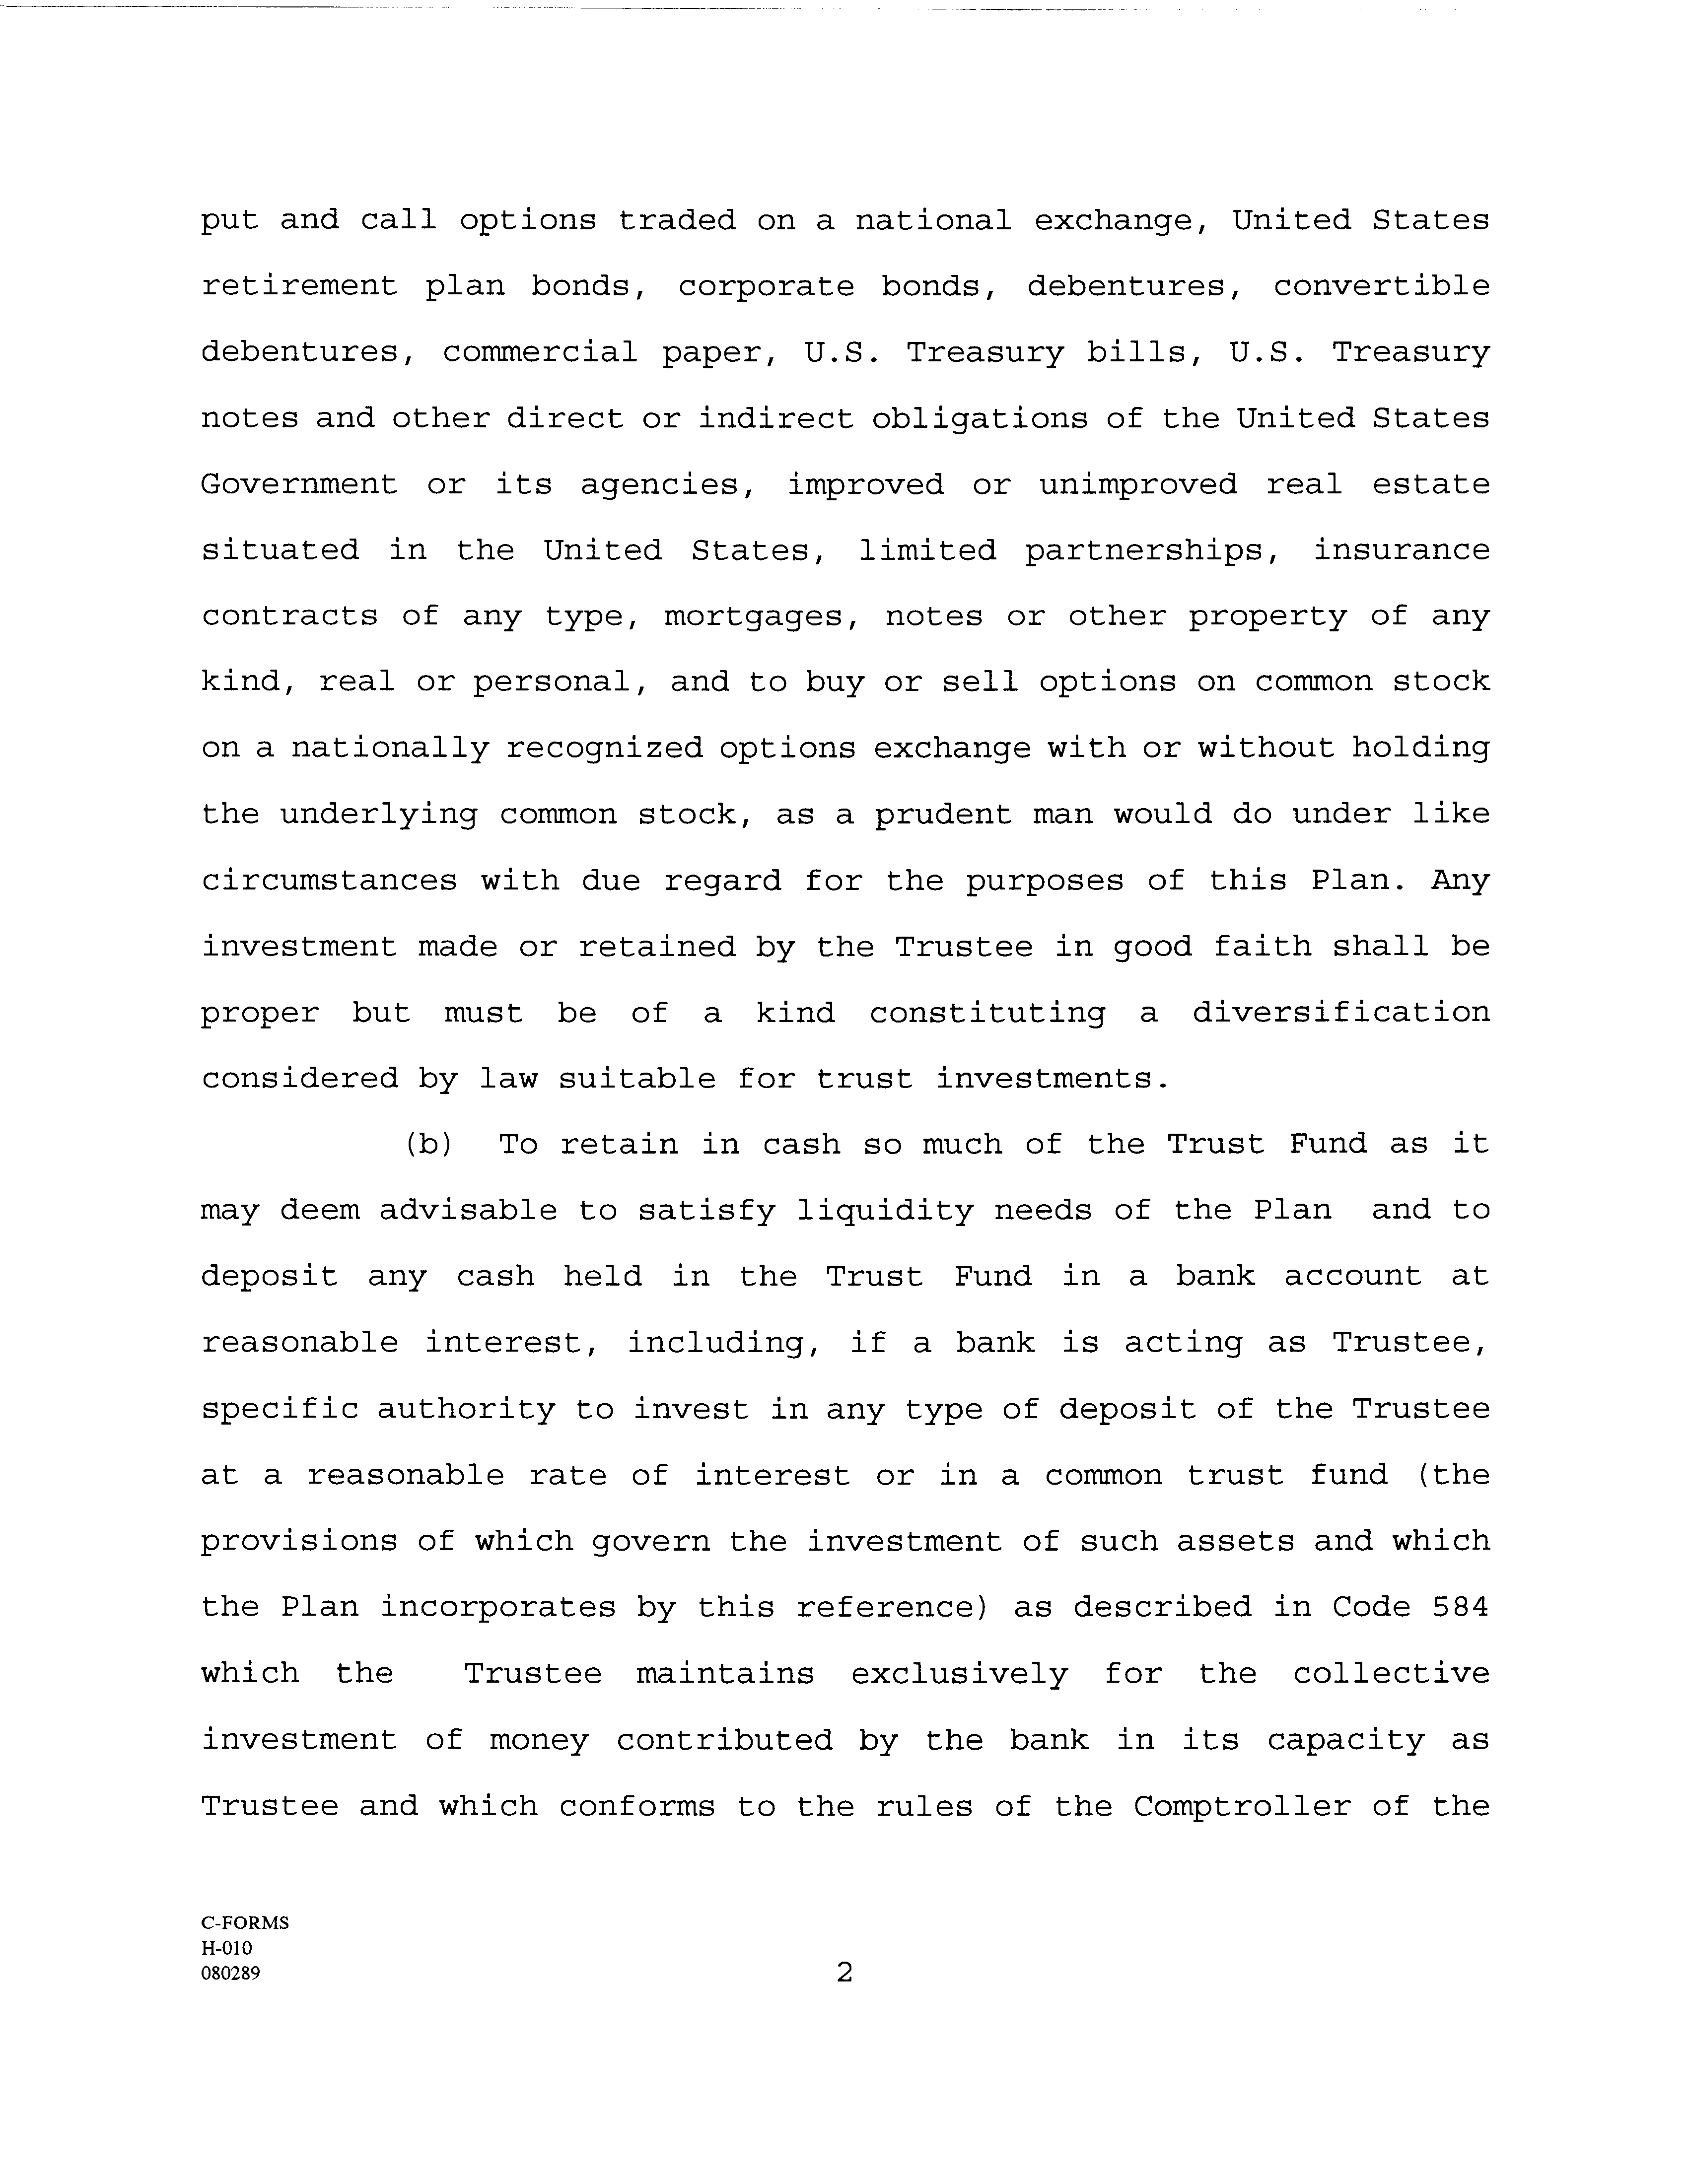 put and call options traded on a national exchange, United States
retirement plan bonds, corporate bonds, debentures, convertible
debentures, commercial paper, U.S. Treasury bills, U.S. Treasury
notes and other direct or indirect obligations of the United States
Government or its agencies, improved or unimproved real estate
situated in the United States, limited partnerships, insurance
contracts of any type, mortgages, notes or other property of any
kind, real or personal, and to buy or sell options on common stock
on a nationally recognized options exchange with or without holding
the underlying common stock, as a prudent man would do under like
circumstances with due regard for the purposes of this Plan. Any
investment made or retained by the Trustee in good faith shall be
proper but must be of a kind constituting a diversification
considered by law suitable for trust investments.
(b) To retain in cash so much of the Trust Fund as it
may deem advisable to satisfy liquidity needs of the Plan and to
deposit any cash held in the Trust Fund in a bank account at
reasonable interest, including, if a bank is acting as Trustee,
specific authority to invest in any type of deposit of the Trustee
at a reasonable rate of interest or in a common trust fund (the
provisions of which govern the investment of such assets and which
the Plan incorporates by this reference) as described in Code 584
which the Trustee maintains exclusively for the collective
investment of money contributed by the bank in its capacity as
Trustee and which conforms to the rules of the Comptroller of the
C-FORMS
H-010
080289
2